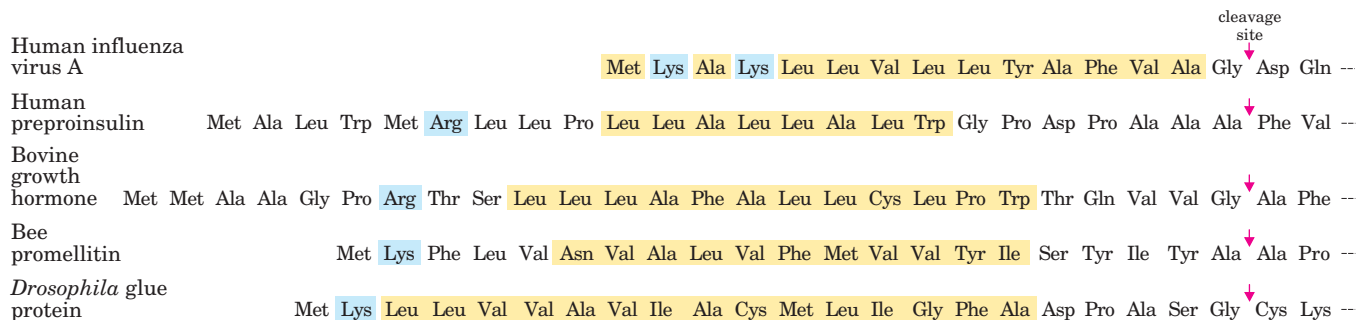 cleavage
site
Human influenza
virus A Met Lys Ala Lys Leu Leu Val Leu Leu Tyr Ala Phe Val Ala Gly Asp Gln ---
Human
preproinsulin Met Ala Leu Trp Met Arg Leu Leu Pro Leu Leu Ala Leu Leu Ala Leu Trp Gly Pro Asp Pro Ala Ala Ala Phe Val ---
Bovine
growth
hormone Met Met Ala Ala Gly Pro Arg Thr Ser Leu Leu Leu Ala Phe Ala Leu Leu Cys Leu Pro Trp Thr Gln Val Val Gly Ala Phe ---
Bee
promellitin Met Lys Phe Leu Val Asn Val Ala Leu Val Phe Met Val Val Tyr Ile Ser Tyr Ile Tyr Ala Ala Pro ---
Drosophila glue
protein Met Lys Leu Leu Val Val Ala Val Ile Ala Cys Met Leu Ile Gly Phe Ala Asp Pro Ala Ser Gly Cys Lys ---